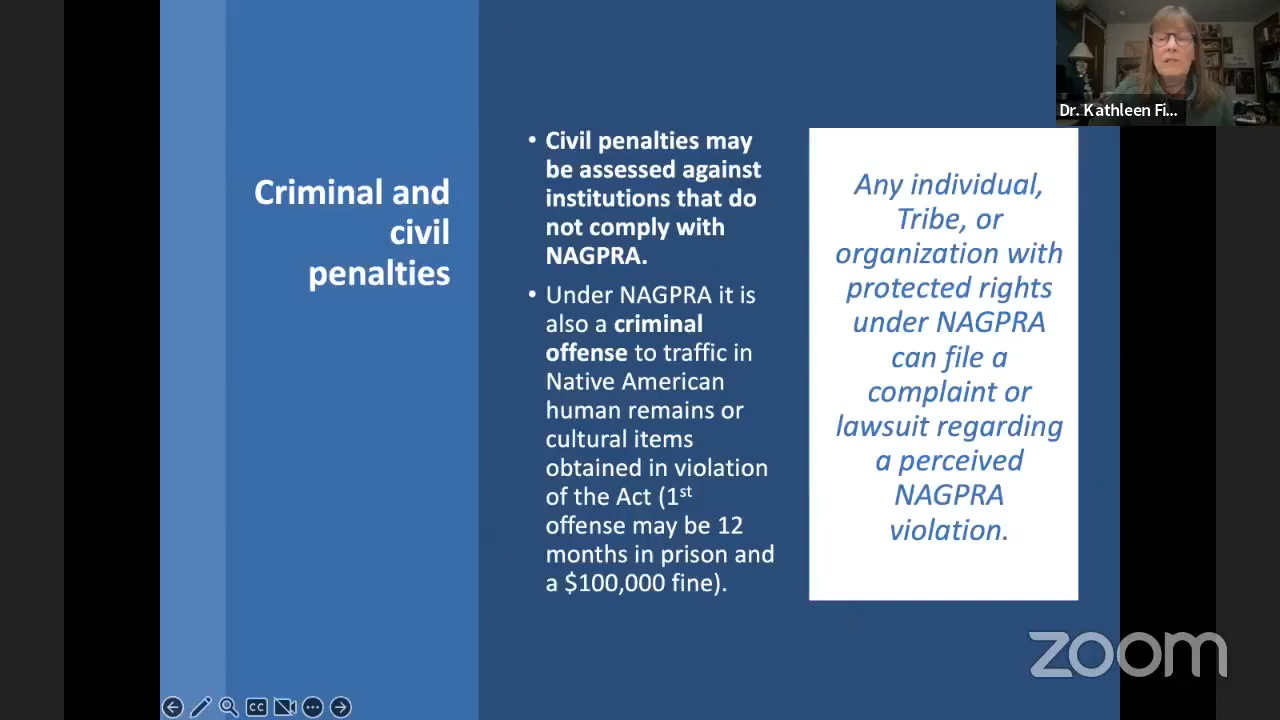 Criminal and
civil
penalties
• Civil penalties may
be assessed against
institutions that do
not comply with
NAGPRA.
• Under NAGPRA it is
also a criminal
offense to traffic in
Native American
human remains or
cultural items
obtained in violation
of the Act (1st
offense may be 12
months in prison and
a $100,000 fine).
Any individual,
Tribe, or
organization with
protected rights
under NAGPRA
can file a
complaint or
lawsuit regarding
a perceived
NAGPRA
violation.
Dr. Kathleen Fi...
zoom
CC